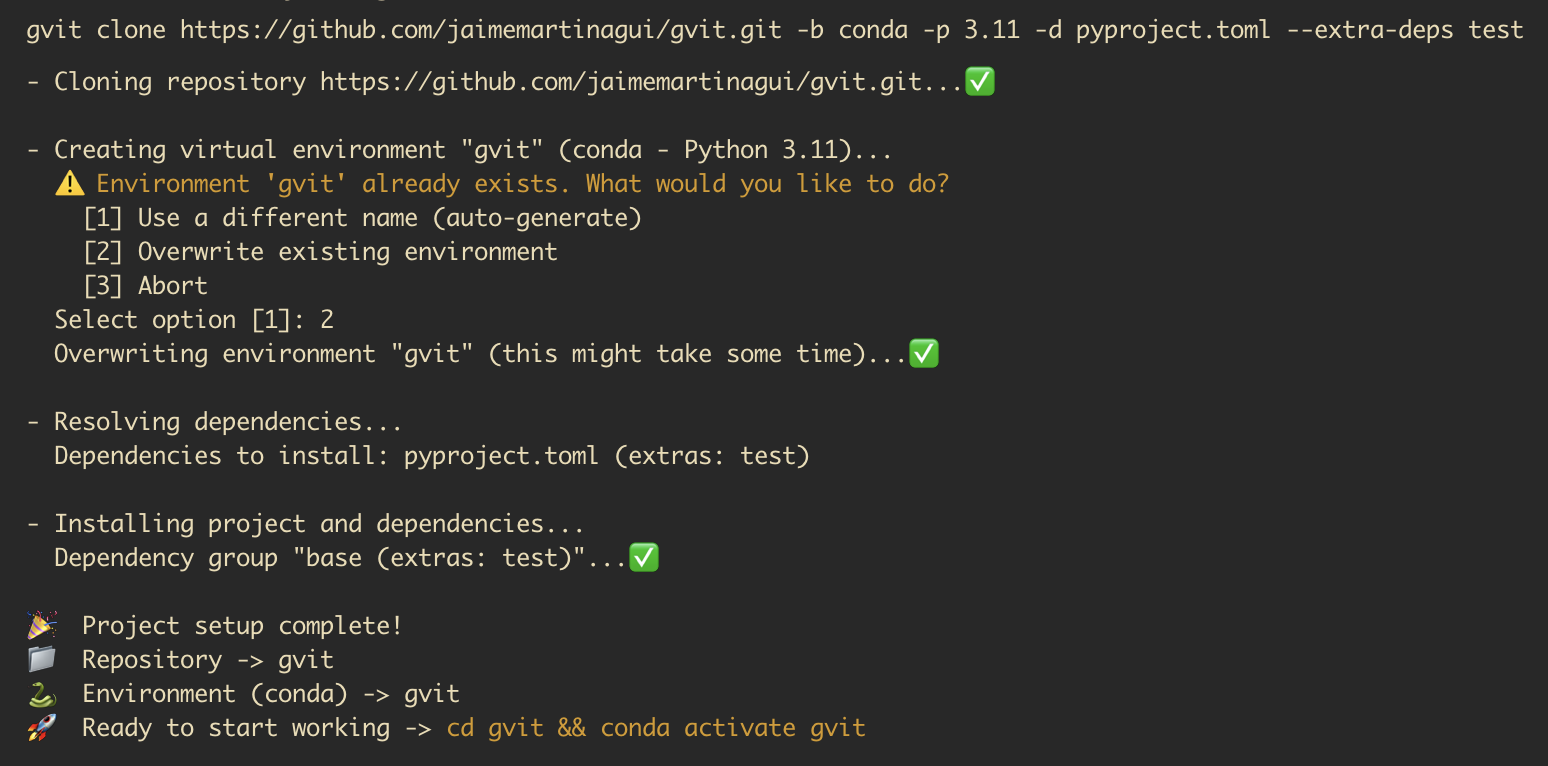 gvit clone https://github.com/jaimemartinagui/gvit.git -b conda -p 3.11 -d pyproject.toml --extra-deps test
- Cloning repository https://github.com/jaimemartinagui/gvit.git...✅
- Creating virtual environment "gvit" (conda - Python 3.11)...
⚠️ Environment 'gvit' already exists. What would you like to do?
[1] Use a different name (auto-generate)
[2] Overwrite existing environment
[3] Abort
Select option [1]: 2
Overwriting environment "gvit" (this might take some time)...✅
- Resolving dependencies...
Dependencies to install: pyproject.toml (extras: test)
- Installing project and dependencies...
Dependency group "base (extras: test)"...✅
🎉 Project setup complete!
📁 Repository -> gvit
🐍 Environment (conda) -> gvit
🚀 Ready to start working -> cd gvit && conda activate gvit